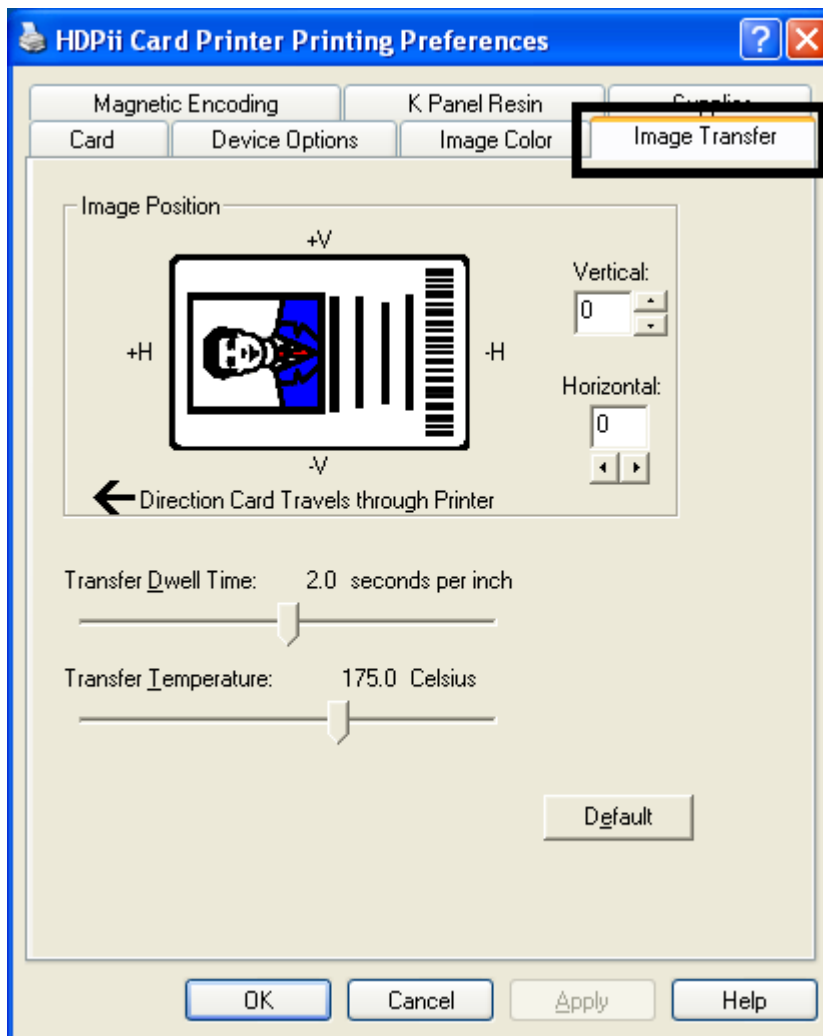 HDPii Card Printer Printing Preferences
Magnetic Encoding K Panel Resin Supplies
Card Device Options Image Color Image Transfer
Image Position
+V
Vertical:
0
+H -H
Horizontal:
0
-V
Direction Card Travels through Printer
Transfer Dwell Time: 2.0 seconds per inch
Transfer Temperature: 175.0 Celsius
Default
OK Cancel Apply Help